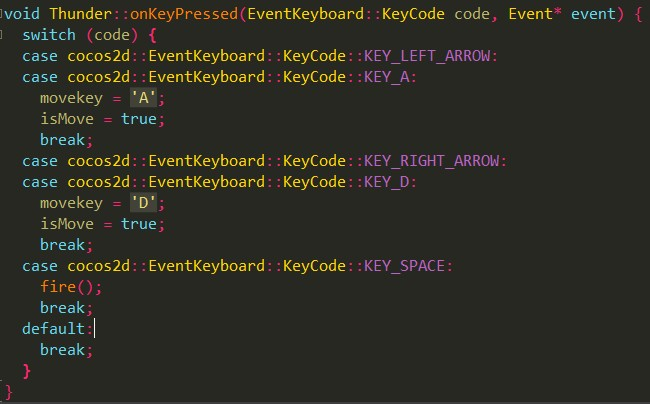 void Thunder::onKeyPressed(EventKeyboard::KeyCode code, Event* event) {
  switch (code) {
  case cocos2d::EventKeyboard::KeyCode::KEY_LEFT_ARROW:
  case cocos2d::EventKeyboard::KeyCode::KEY_A:
    movekey = 'A';
    isMove = true;
    break;
  case cocos2d::EventKeyboard::KeyCode::KEY_RIGHT_ARROW:
  case cocos2d::EventKeyboard::KeyCode::KEY_D:
    movekey = 'D';
    isMove = true;
    break;
  case cocos2d::EventKeyboard::KeyCode::KEY_SPACE:
    fire();
    break;
  default:
    break;
  }
}